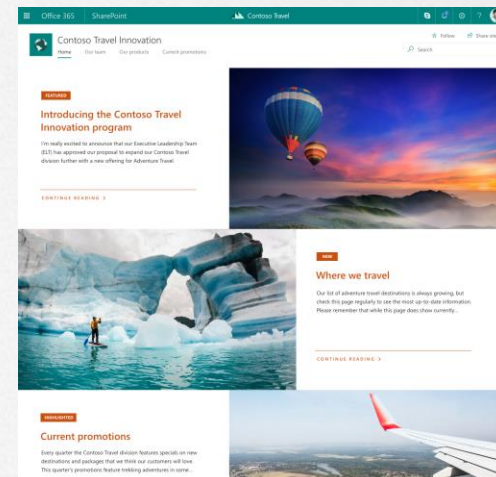 Office 365 SharePoint Contoso Travel ?
Follow Share site
Contoso Travel Innovation
Home Our team Our products Current promotions
Search
FEATURED
Introducing the Contoso Travel
Innovation program
I'm really excited to announce that our Executive Leadership Team
(ELT) has approved our proposal to expand our Contoso Travel
division further with a new offering for Adventure Travel.
CONTINUE READING >
NEW
Where we travel
Our list of adventure travel destinations is always growing, but
check this page regularly to see the most up-to-date information.
Please remember that while this page does show currently...
CONTINUE READING >
HIGHLIGHTED
Current promotions
Every quarter the Contoso Travel division features specials on new
destinations and packages that we think our customers will love.
This quarter's promotions feature trekking adventures in some...